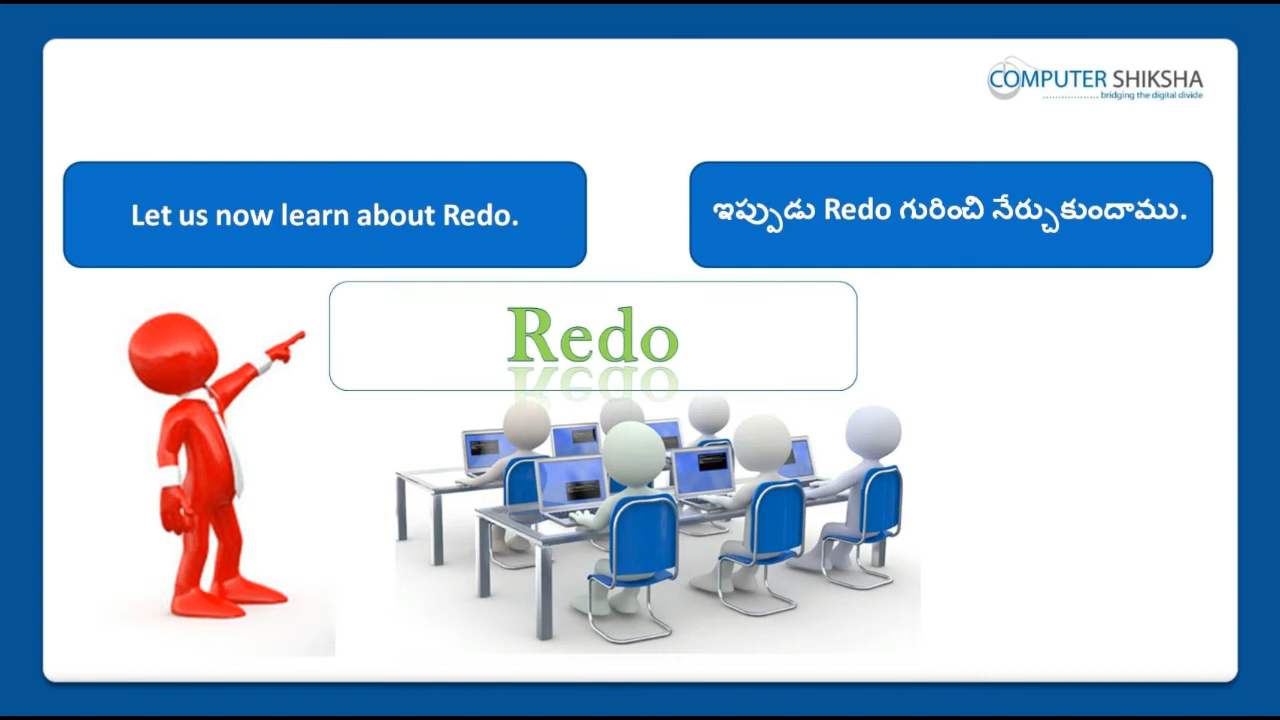 COMPUTER SHIKSHA
bridging the digital divide
Let us now learn about Redo.
ఇప్పుడు Redo గురించి నేర్చుకుందాము.
Redo